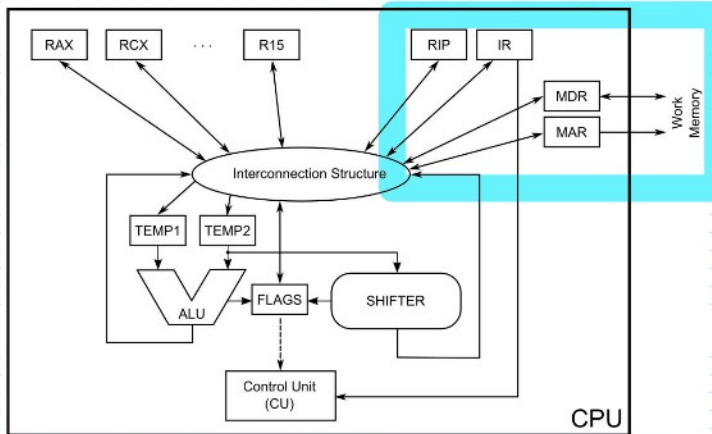 RAX
RCX
. . .
R15
RIP
IR
MDR
MAR
Work
Memory
Interconnection Structure
TEMP1
TEMP2
ALU
FLAGS
SHIFTER
Control Unit
(CU)
CPU